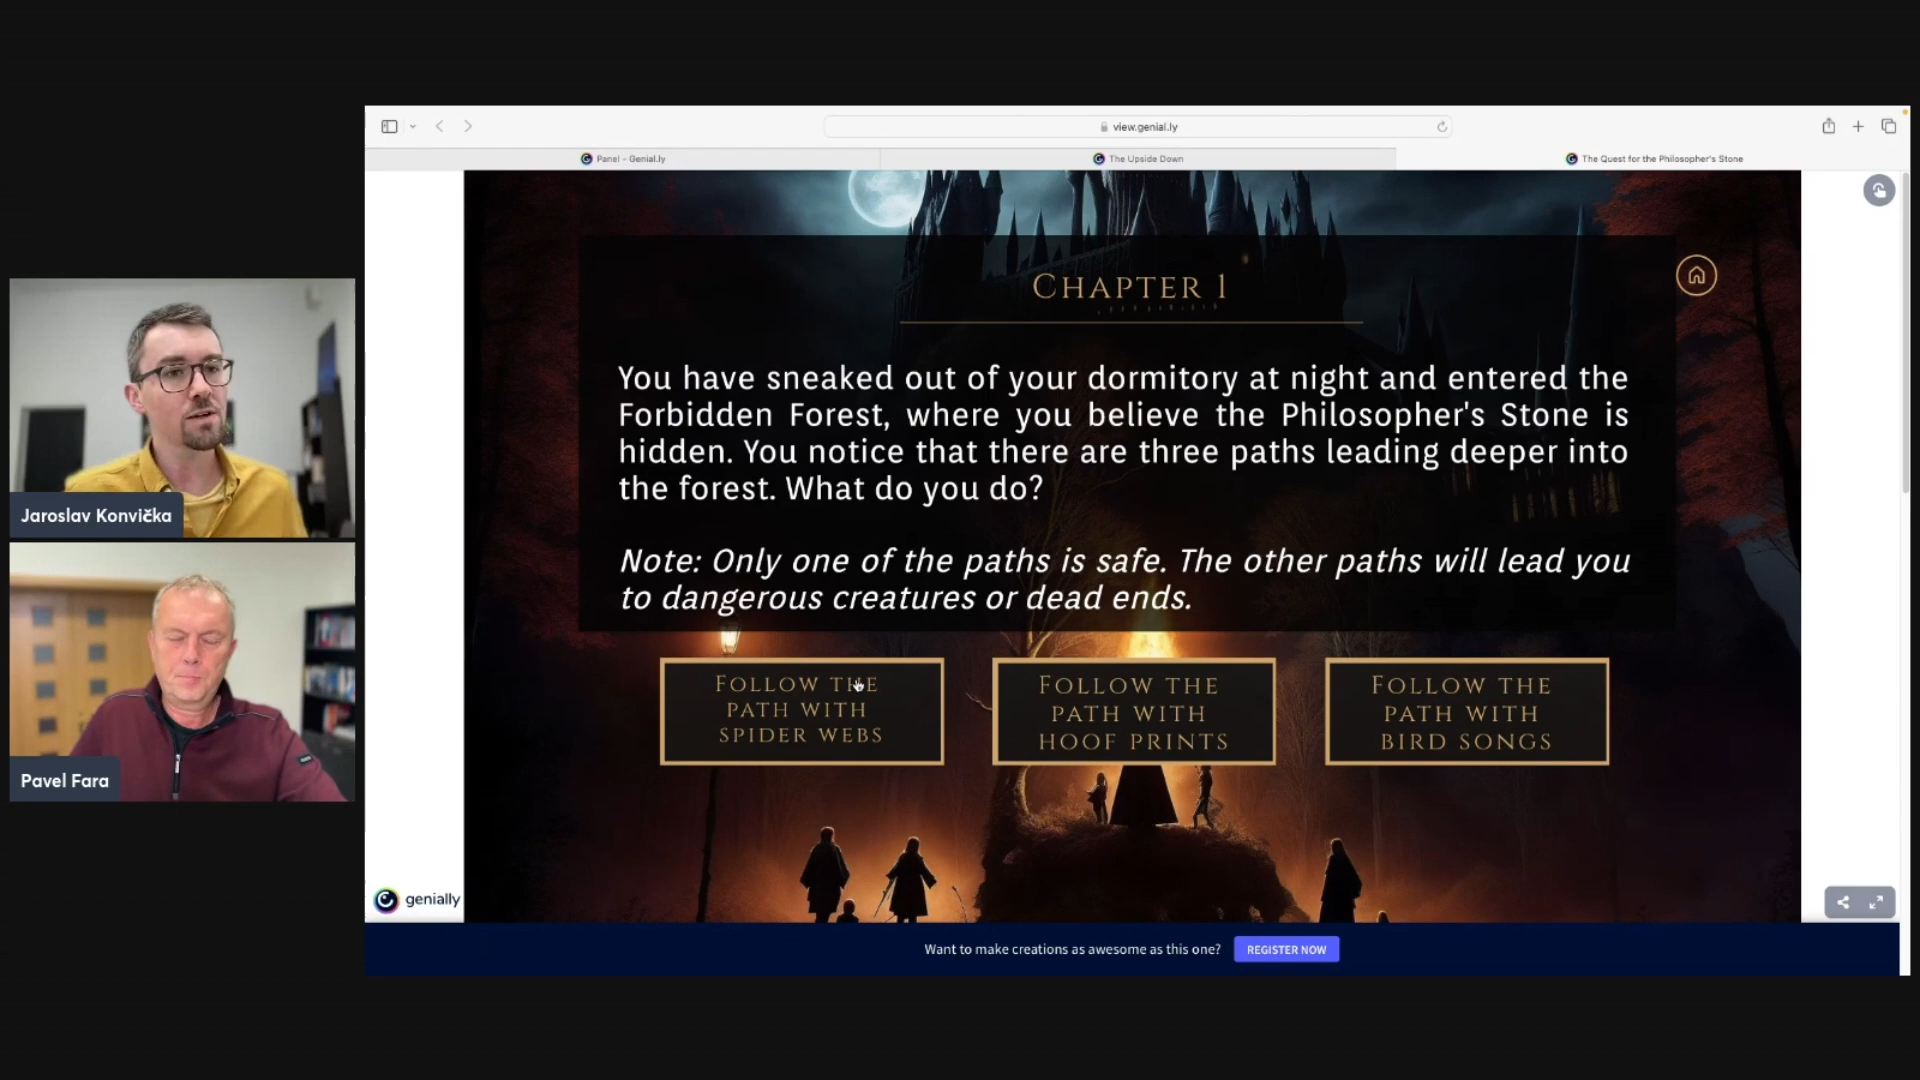 view.genial.ly
Panel - Genial.ly
The Upside Down
The Quest for the Philosopher's Stone
CHAPTER 1
You have sneaked out of your dormitory at night and entered the
Forbidden Forest, where you believe the Philosopher's Stone is
hidden. You notice that there are three paths leading deeper into
the forest. What do you do?
Note: Only one of the paths is safe. The other paths will lead you
to dangerous creatures or dead ends.
FOLLOW THE
PATH WITH
SPIDER WEBS
FOLLOW THE
PATH WITH
HOOF PRINTS
FOLLOW THE
PATH WITH
BIRD SONGS
Jaroslav Konvička
Pavel Fara
genially
Want to make creations as awesome as this one?
REGISTER NOW